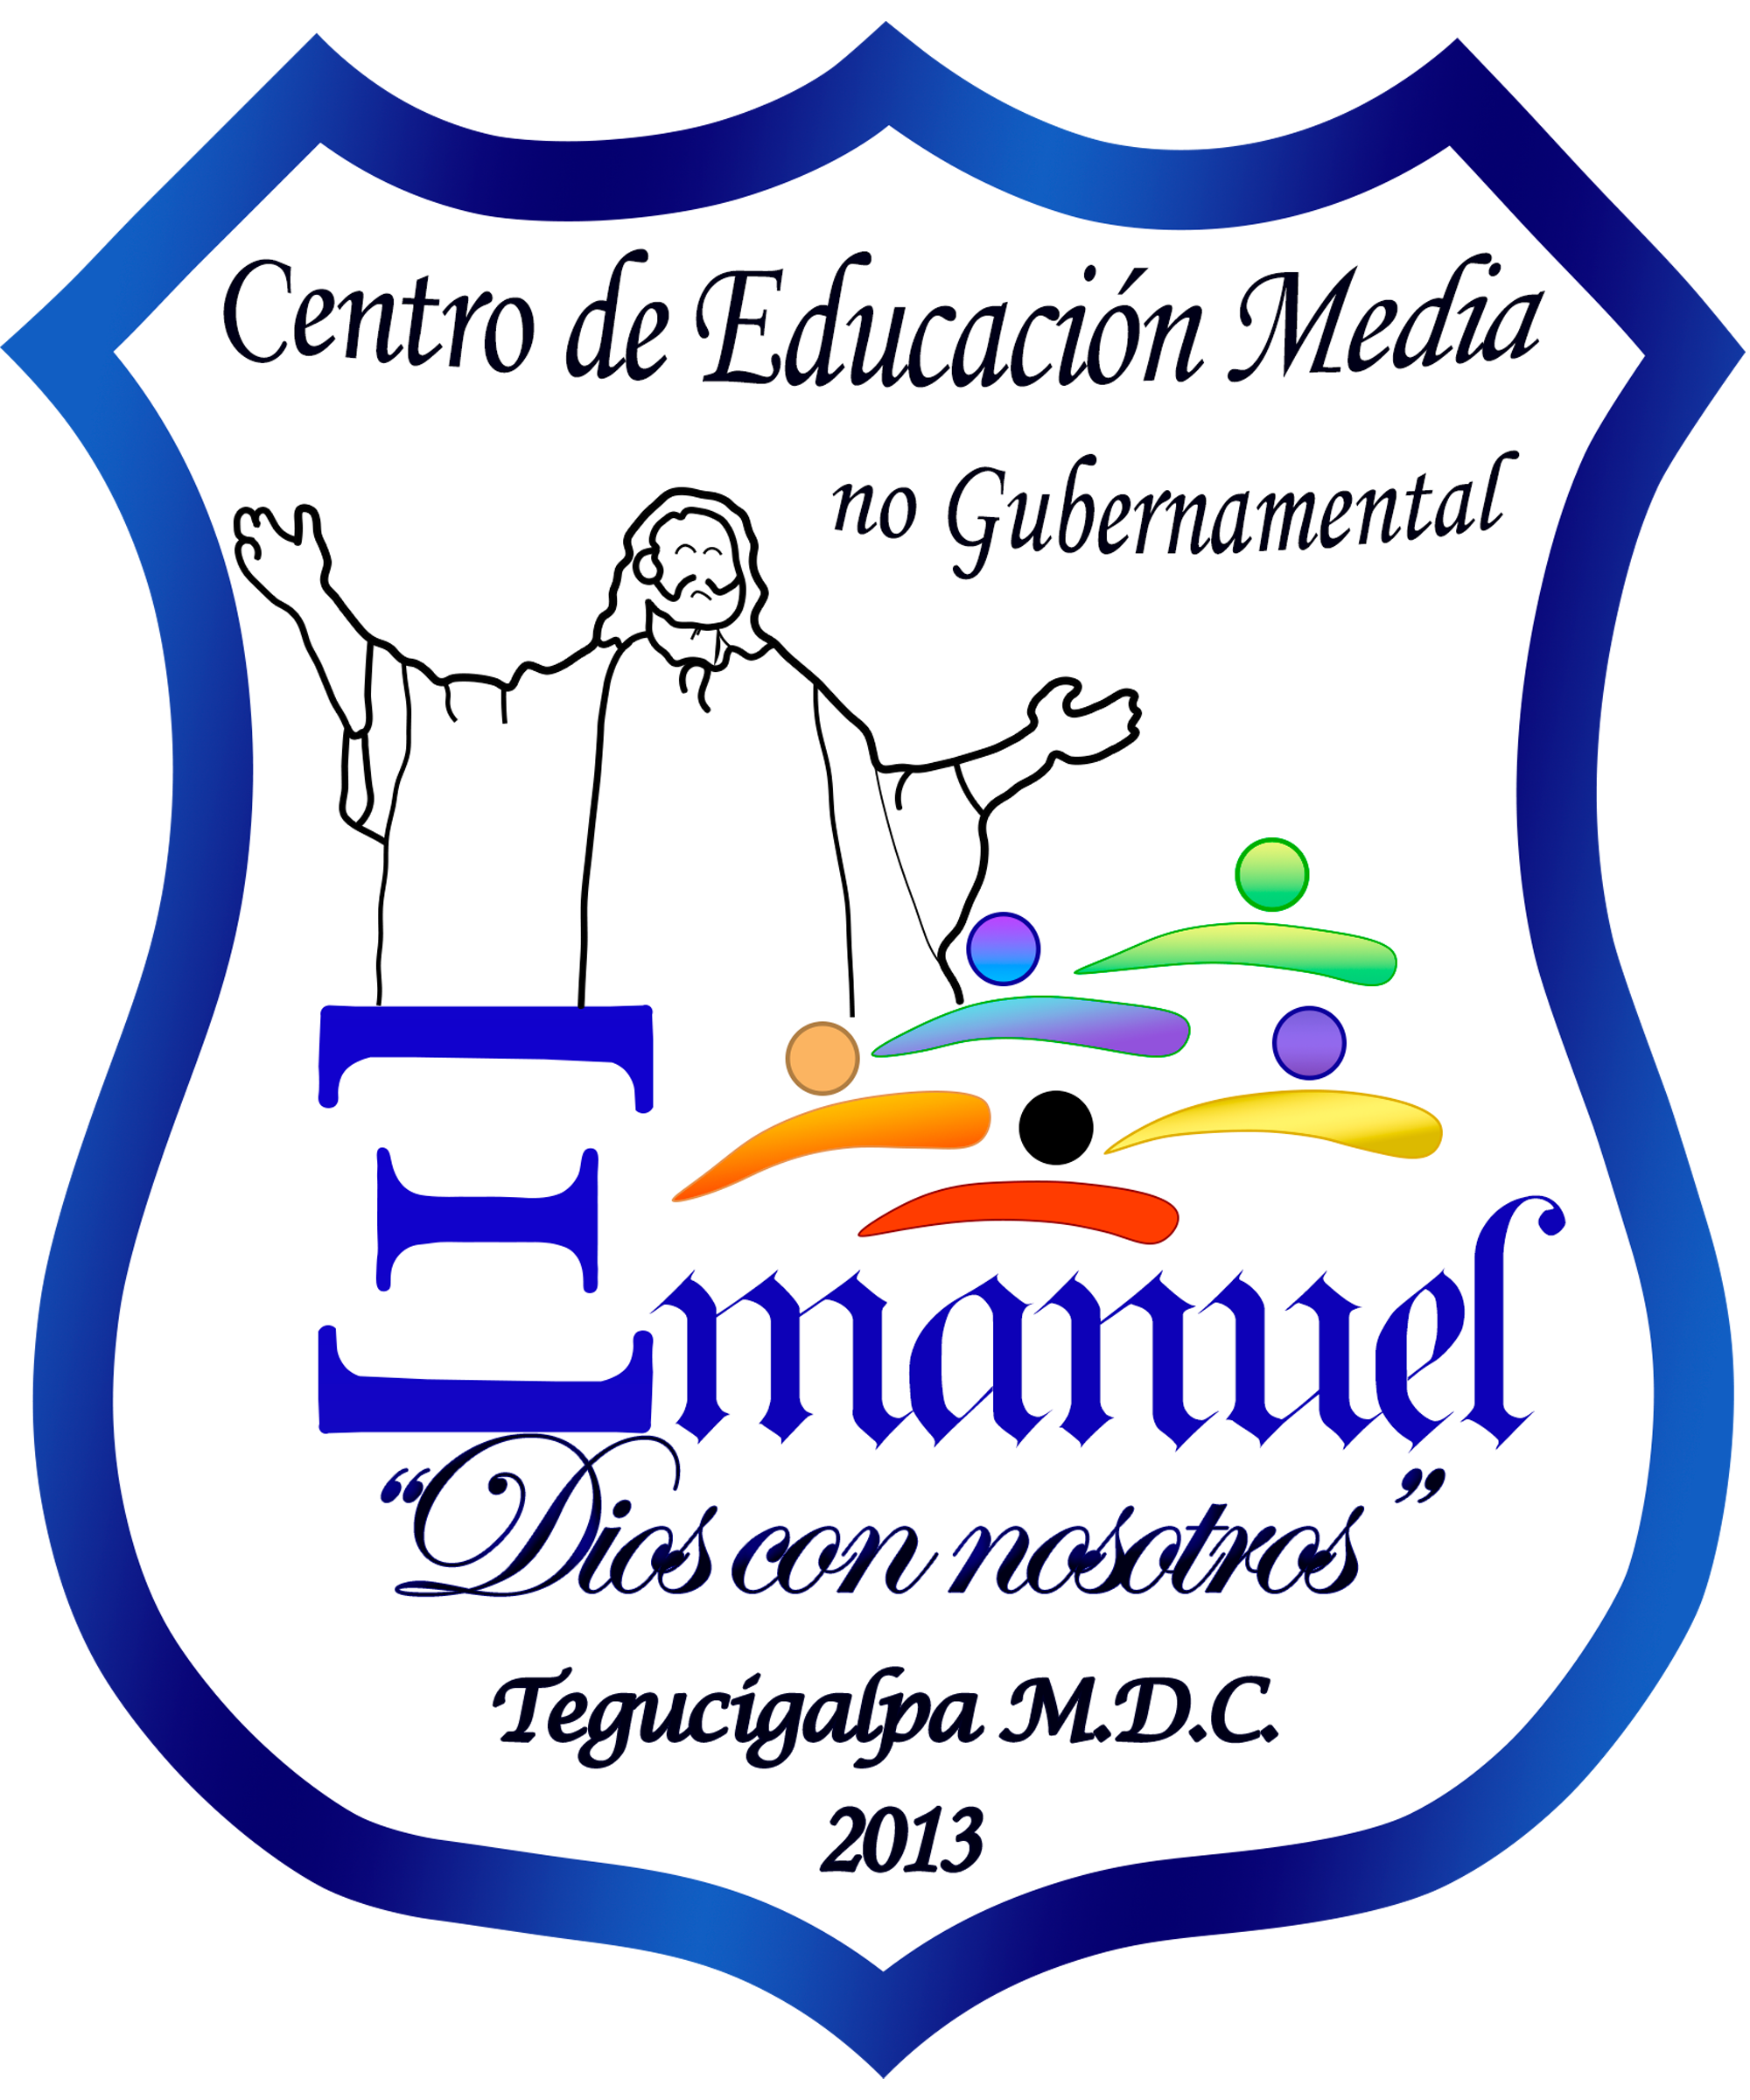 Centro de Educación Media
no Gubernamental
Emanuel
“Dios con nosotros”
Tegucigalpa M.D.C.
2013